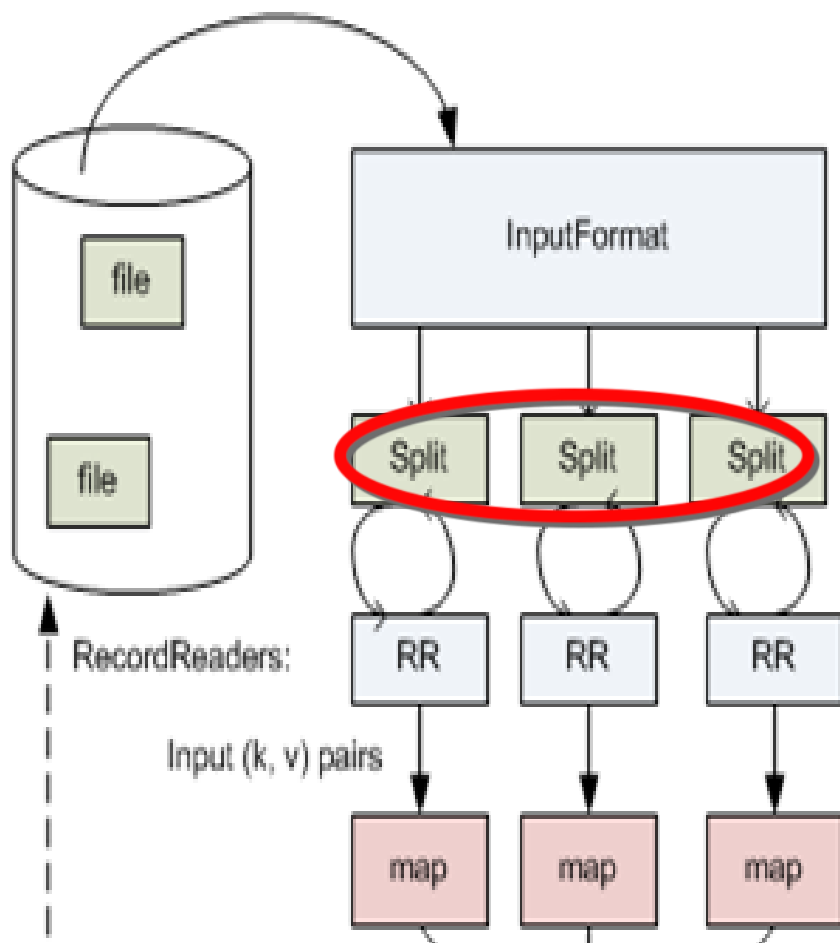 InputFormat
file
file
Split
Split
Split
RecordReaders:
RR
RR
RR
Input (k, v) pairs
map
map
map